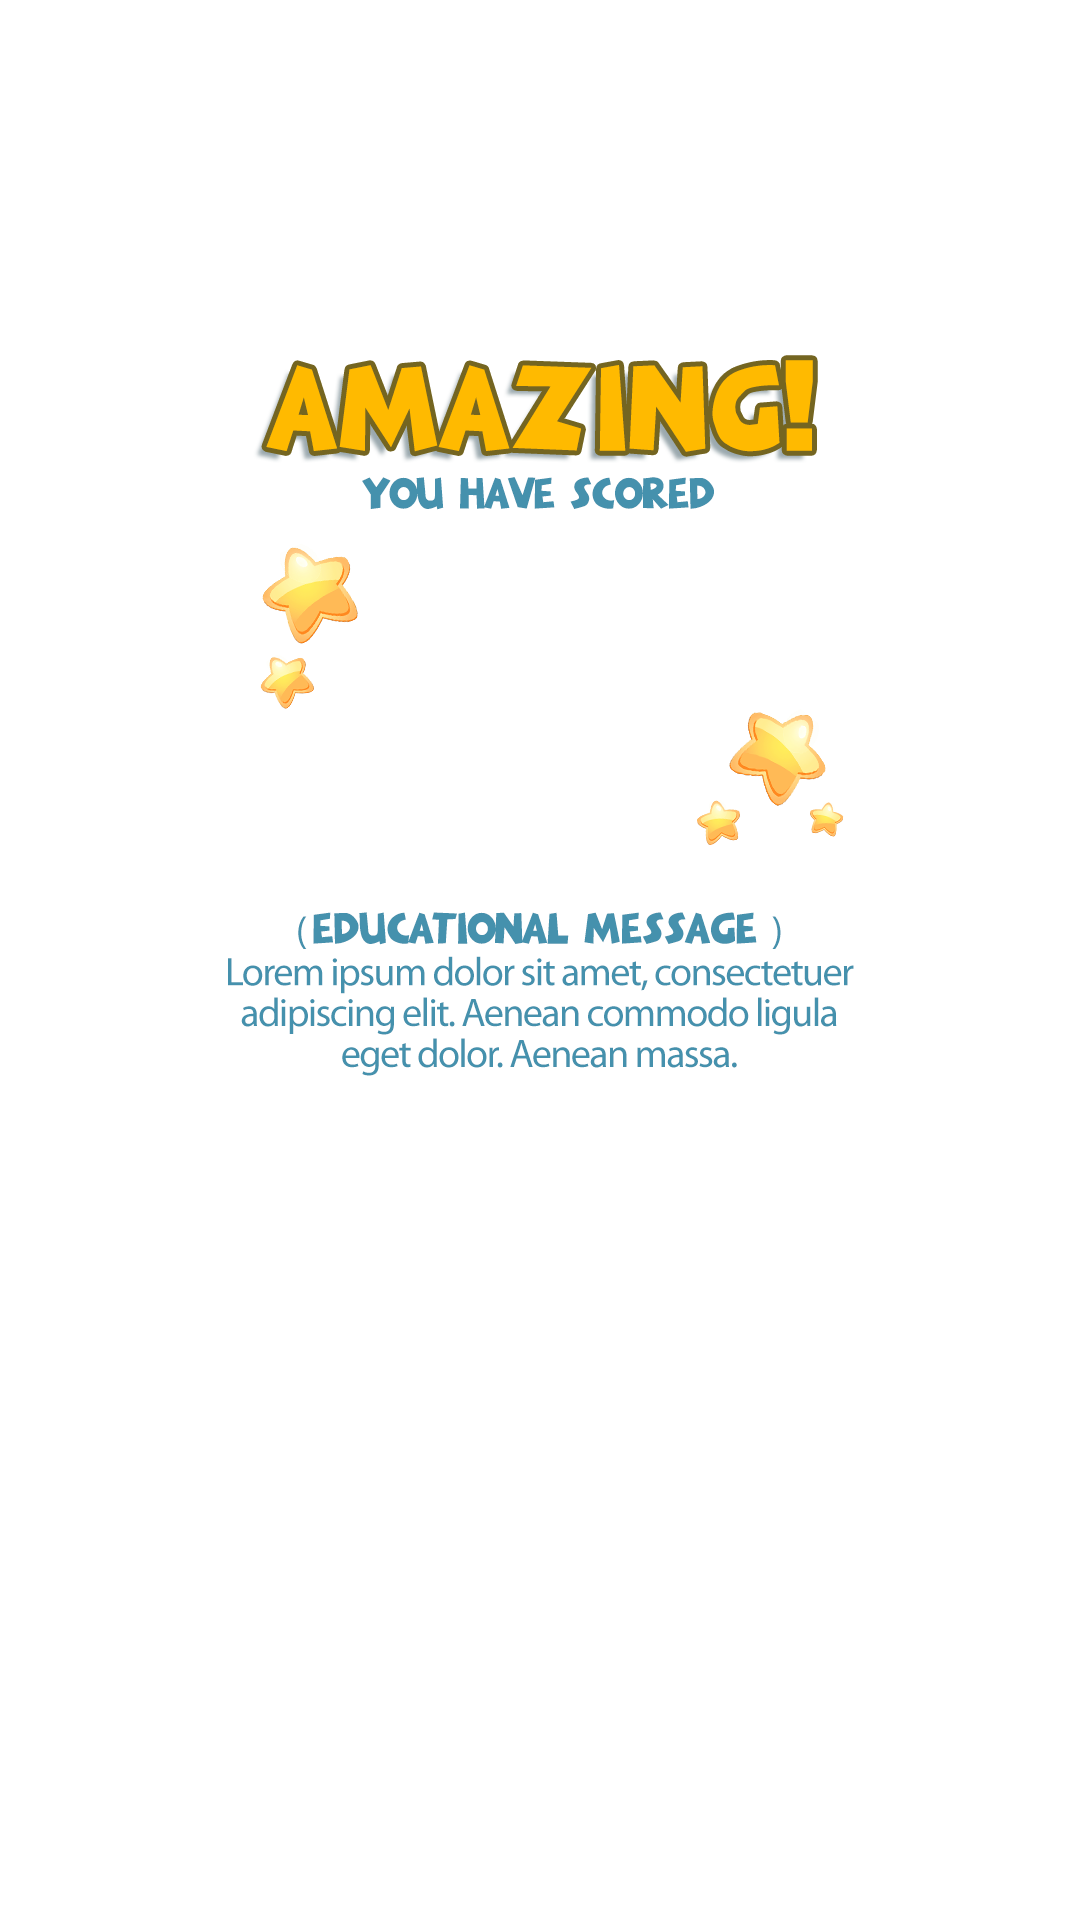 AMAZING!
YOU HAVE SCORED
( EDUCATIONAL MESSAGE )
Lorem ipsum dolor sit amet, consectetuer
adipiscing elit. Aenean commodo ligula
eget dolor. Aenean massa.